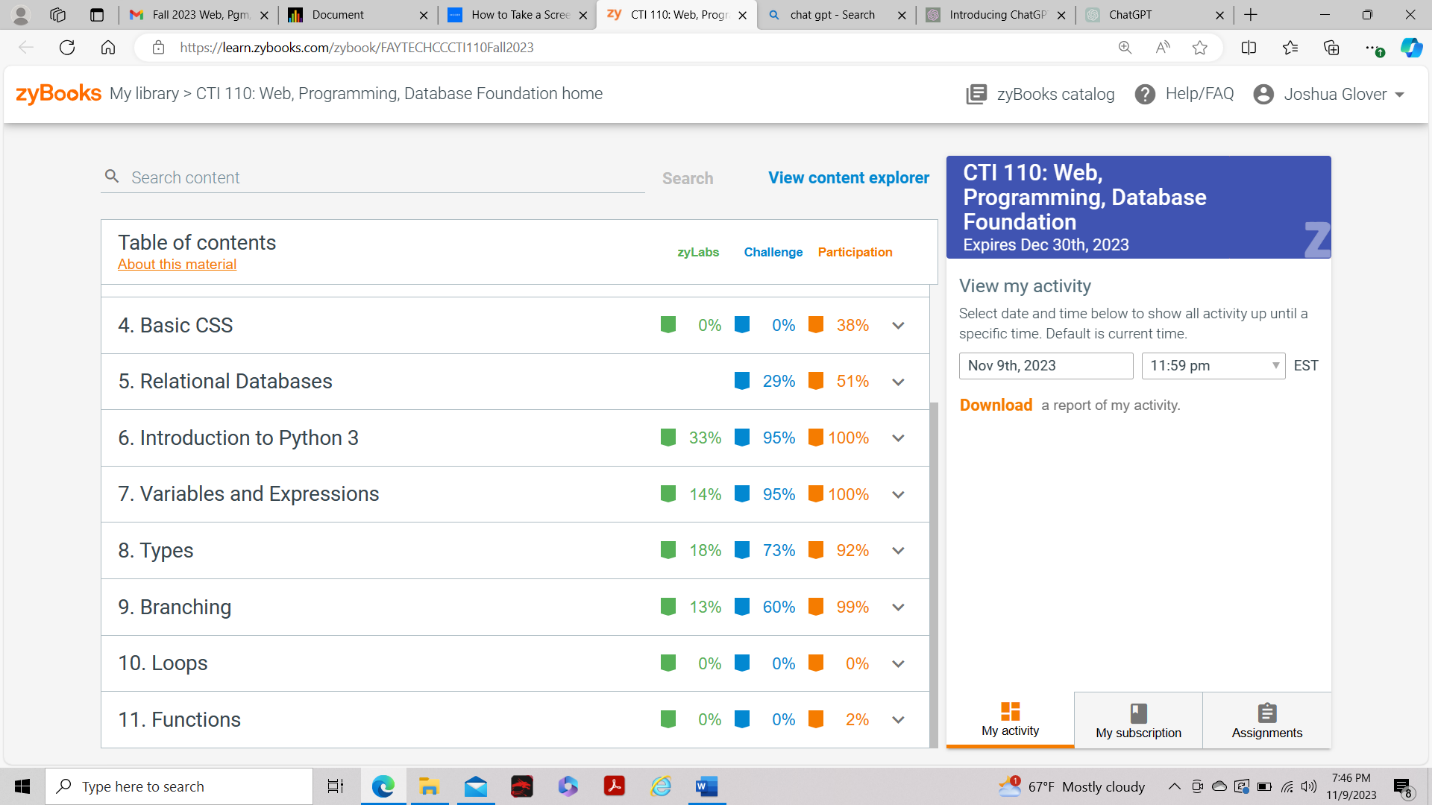 Fall 2023 Web, Pgm,
Document
How to Take a Scree
CTI 110: Web, Progr
chat gpt - Search
Introducing ChatGP
ChatGPT
https://learn.zybooks.com/zybook/FAYTECHCCCTI110Fall2023
zyBooks My library > CTI 110: Web, Programming, Database Foundation home
zyBooks catalog
Help/FAQ
Joshua Glover
Search content
Search
View content explorer
Table of contents
About this material
zyLabs Challenge Participation
4. Basic CSS 0% 0% 38%
5. Relational Databases 29% 51%
6. Introduction to Python 3 33% 95% 100%
7. Variables and Expressions 14% 95% 100%
8. Types 18% 73% 92%
9. Branching 13% 60% 99%
10. Loops 0% 0% 0%
11. Functions 0% 0% 2%
CTI 110: Web,
Programming, Database
Foundation
Expires Dec 30th, 2023
View my activity
Select date and time below to show all activity up until a
specific time. Default is current time.
Nov 9th, 2023 11:59 pm EST
Download a report of my activity.
My activity
My subscription
Assignments
Type here to search
1
67°F Mostly cloudy
7:46 PM
11/9/2023
8